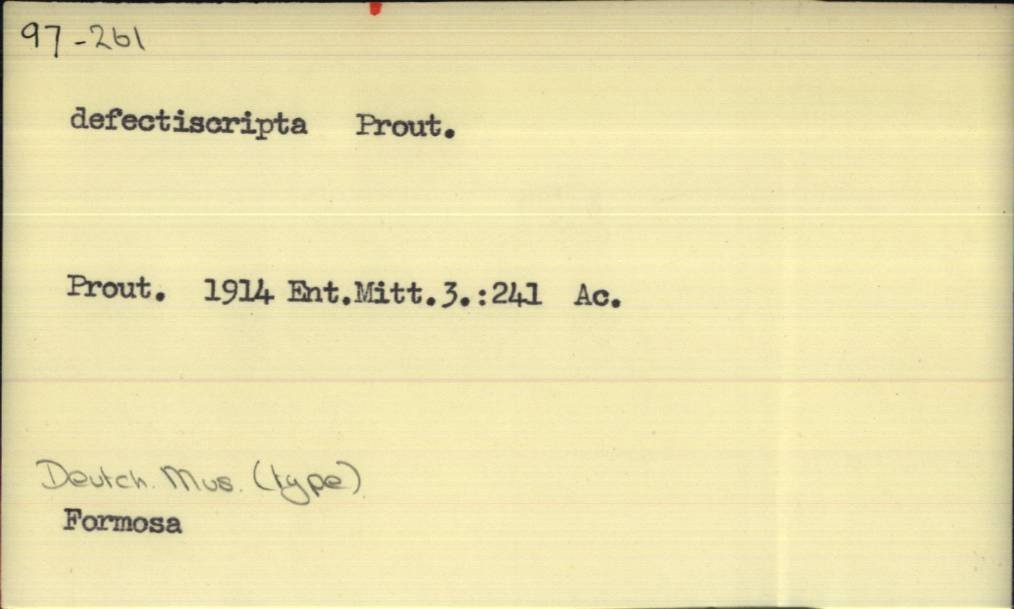 97-261
defectiscripta Prout.
Prout. 1914 Ent.Mitt.3.:241 Ac.
Deutch. Mus. (type)
Formosa